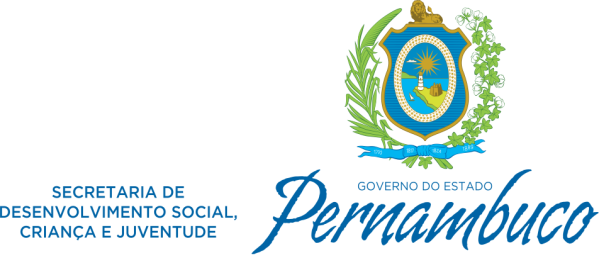 SECRETARIA DE
DESENVOLVIMENTO SOCIAL,
CRIANÇA E JUVENTUDE
GOVERNO DO ESTADO
Pernambuco